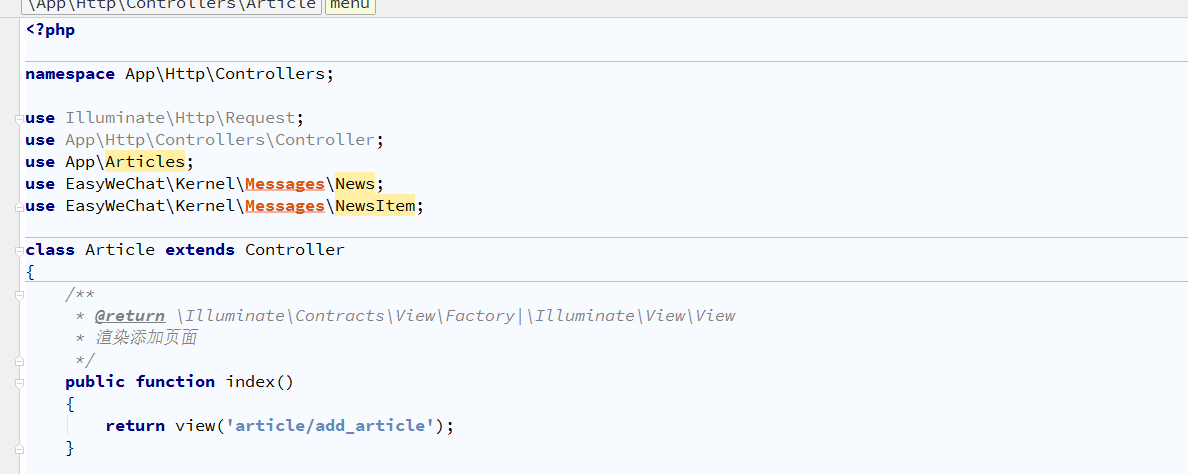 \App\Http\Controllers\Article menu
<?php
namespace App\Http\Controllers;
use Illuminate\Http\Request;
use App\Http\Controllers\Controller;
use App\Articles;
use EasyWeChat\Kernel\Messages\News;
use EasyWeChat\Kernel\Messages\NewsItem;
class Article extends Controller
{
/**
* @return \Illuminate\Contracts\View\Factory|\Illuminate\View\View
* 渲染添加页面
*/
public function index()
{
return view('article/add_article');
}